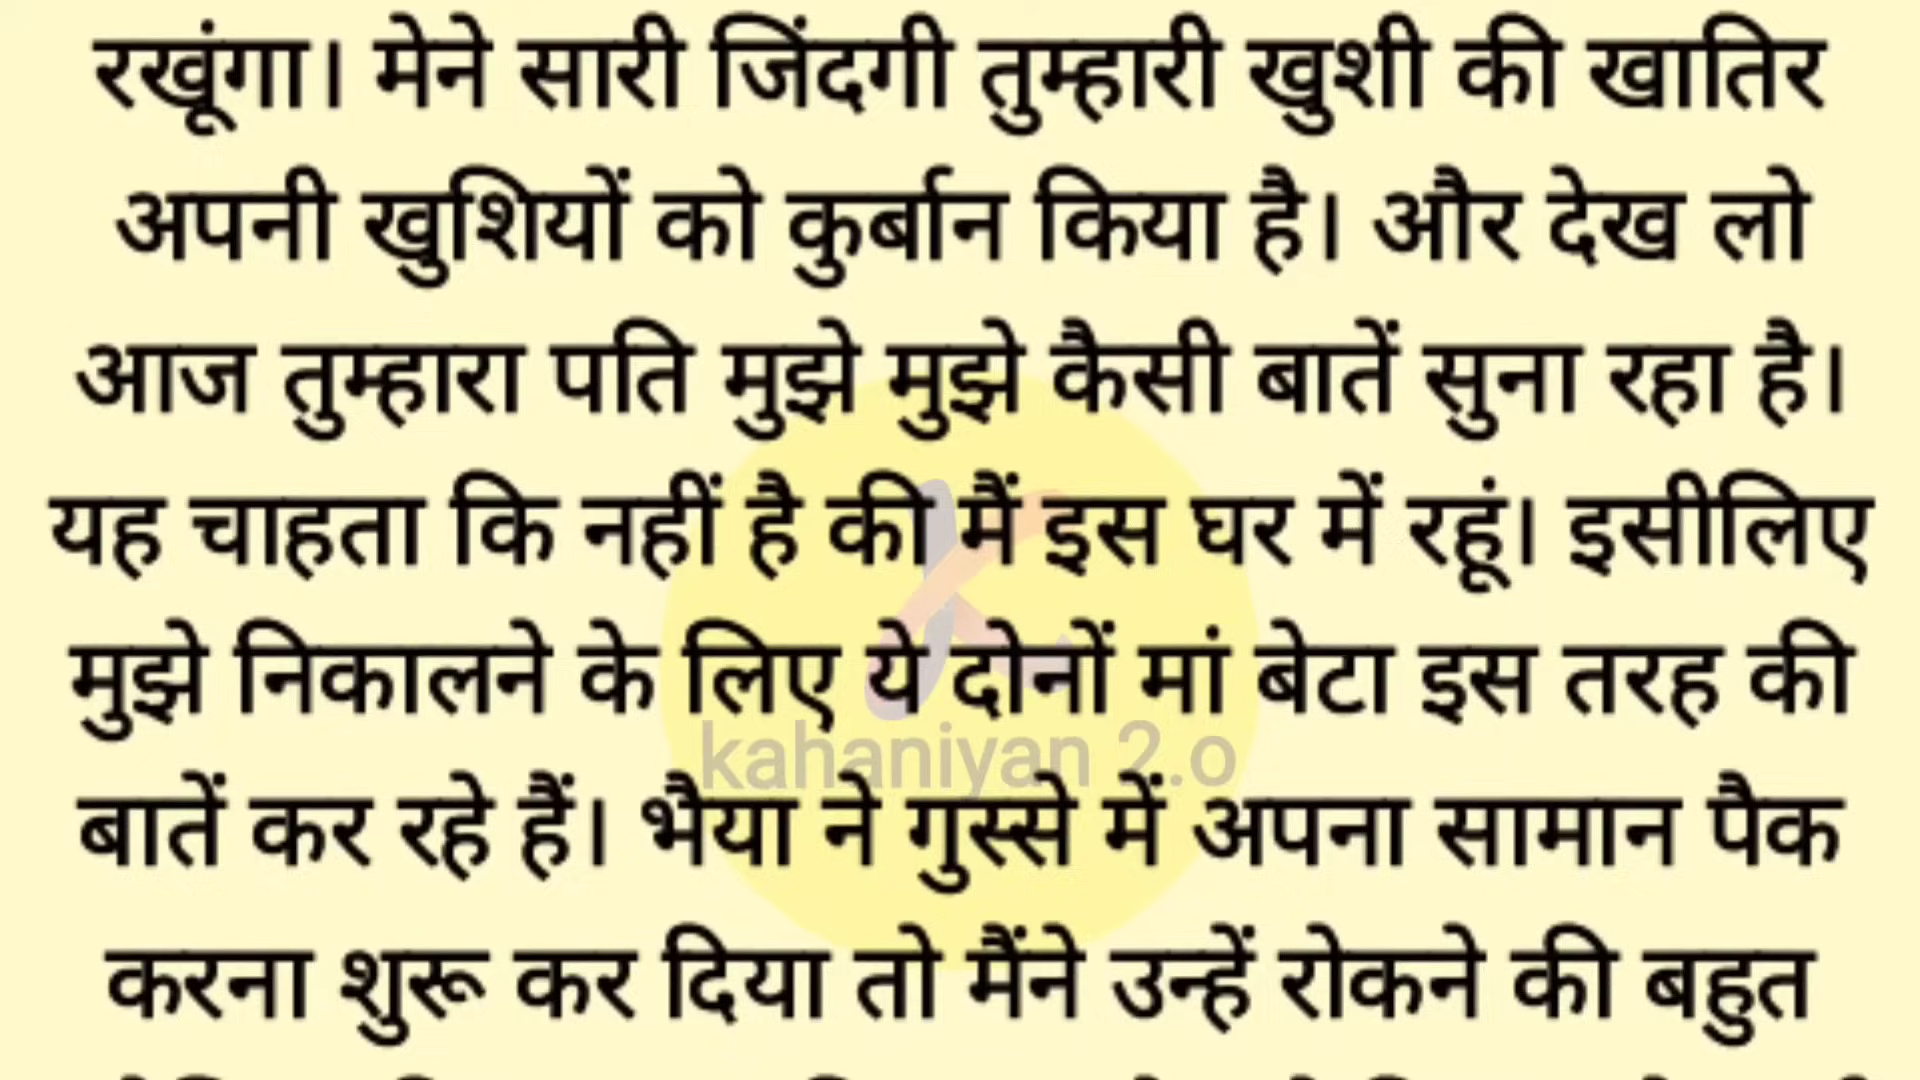 रखूंगा। मेने सारी जिंदगी तुम्हारी खुशी की खातिर
अपनी खुशियों को कुर्बान किया है। और देख लो
आज तुम्हारा पति मुझे मुझे कैसी बातें सुना रहा है।
यह चाहता कि नहीं है की मैं इस घर में रहूं। इसीलिए
मुझे निकालने के लिए ये दोनों मां बेटा इस तरह की
kahaniyan 2.o
बातें कर रहे हैं। भैया ने गुस्से में अपना सामान पैक
करना शुरू कर दिया तो मैंने उन्हें रोकने की बहुत